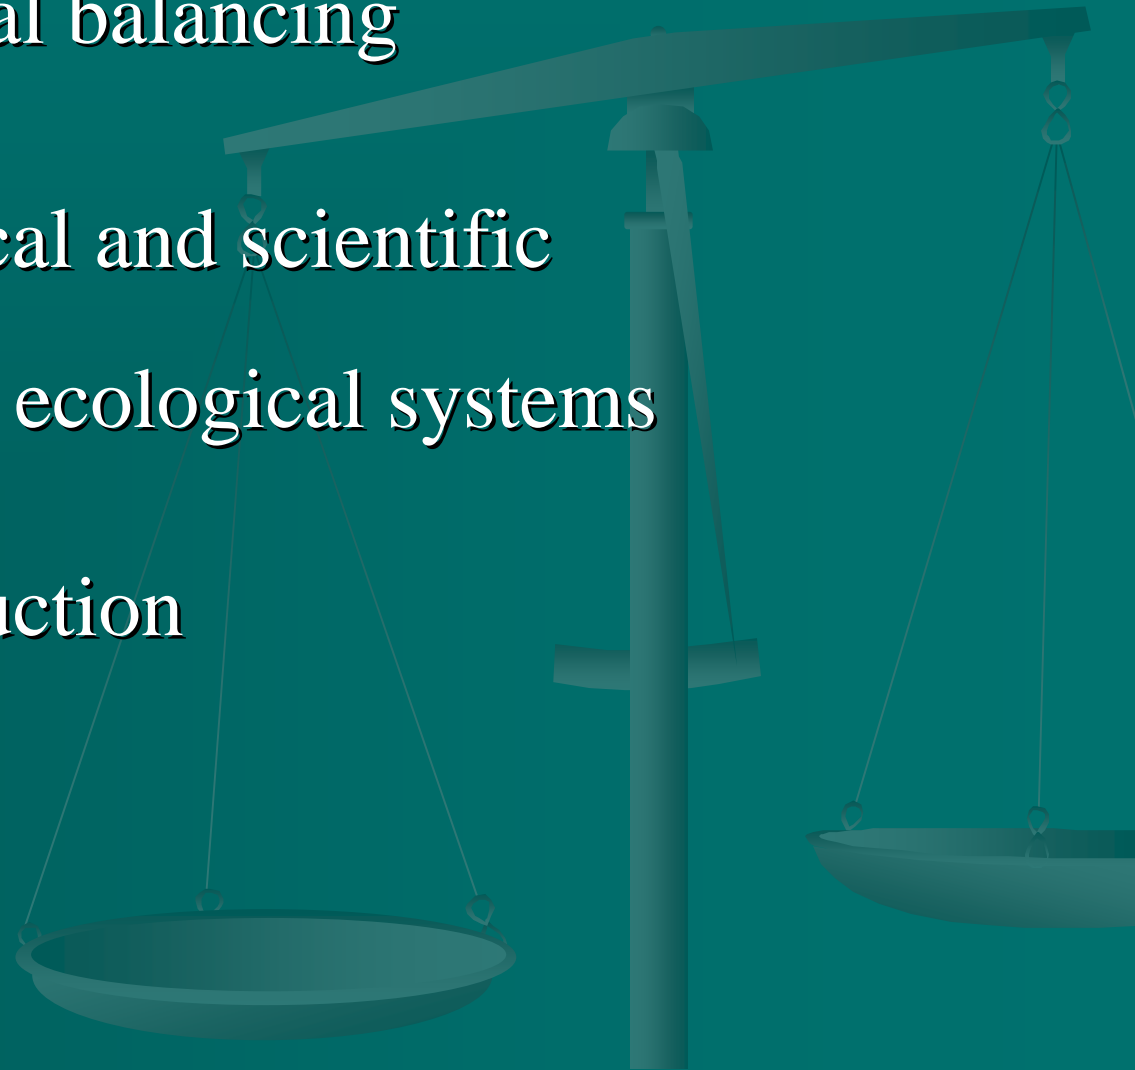 al balancing
cal and scientific
ecological systems
uction